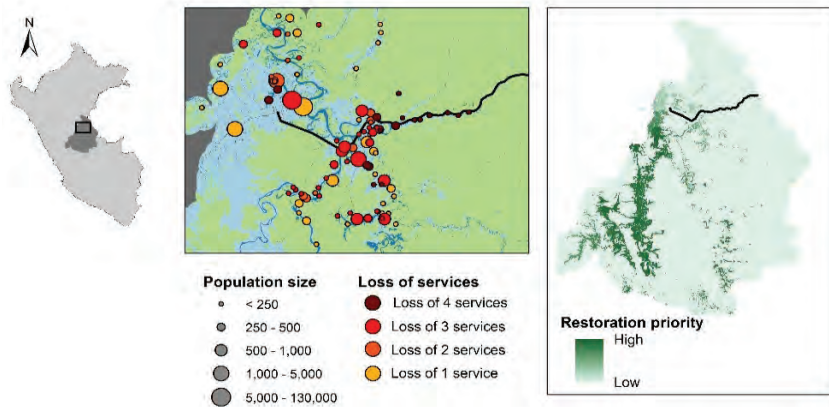 N
Population size
< 250
250 - 500
500 - 1,000
1,000 - 5,000
5,000 - 130,000
Loss of services
Loss of 4 services
Loss of 3 services
Loss of 2 services
Loss of 1 service
Restoration priority
High
Low